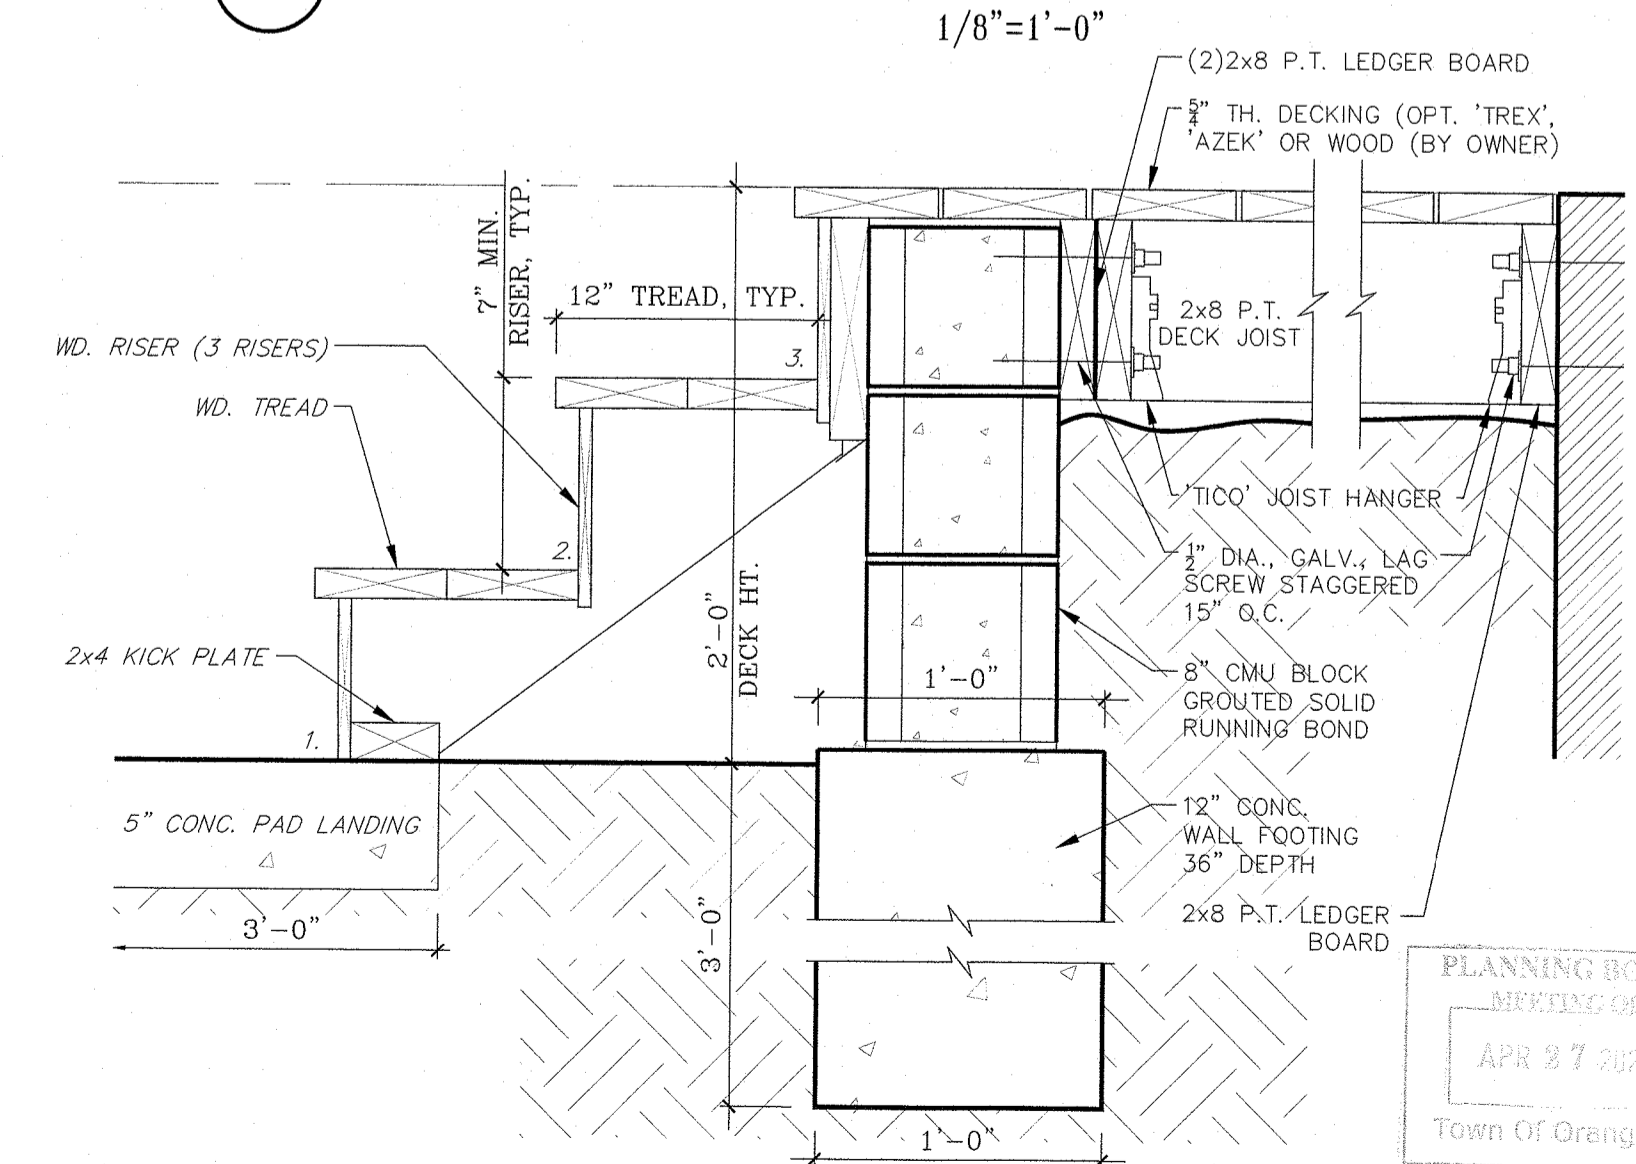 1/8"=1'-0"
(2)2x8 P.T. LEDGER BOARD
5/4" TH. DECKING (OPT. 'TREX',
'AZEK' OR WOOD (BY OWNER)
7" MIN.
RISER, TYP.
12" TREAD, TYP.
2x8 P.T.
DECK JOIST
WD. RISER (3 RISERS)
3.
WD. TREAD
'TICO' JOIST HANGER
2.
1/2" DIA., GALV., LAG
SCREW STAGGERED
15" O.C.
2'-0"
DECK HT.
2x4 KICK PLATE
1'-0"
8" CMU BLOCK
GROUTED SOLID
RUNNING BOND
1.
5" CONC. PAD LANDING
12" CONC.
WALL FOOTING
36" DEPTH
3'-0"
3'-0"
2x8 P.T. LEDGER
BOARD
PLANNING
MEETING
APR 27
Town Of
1'-0"